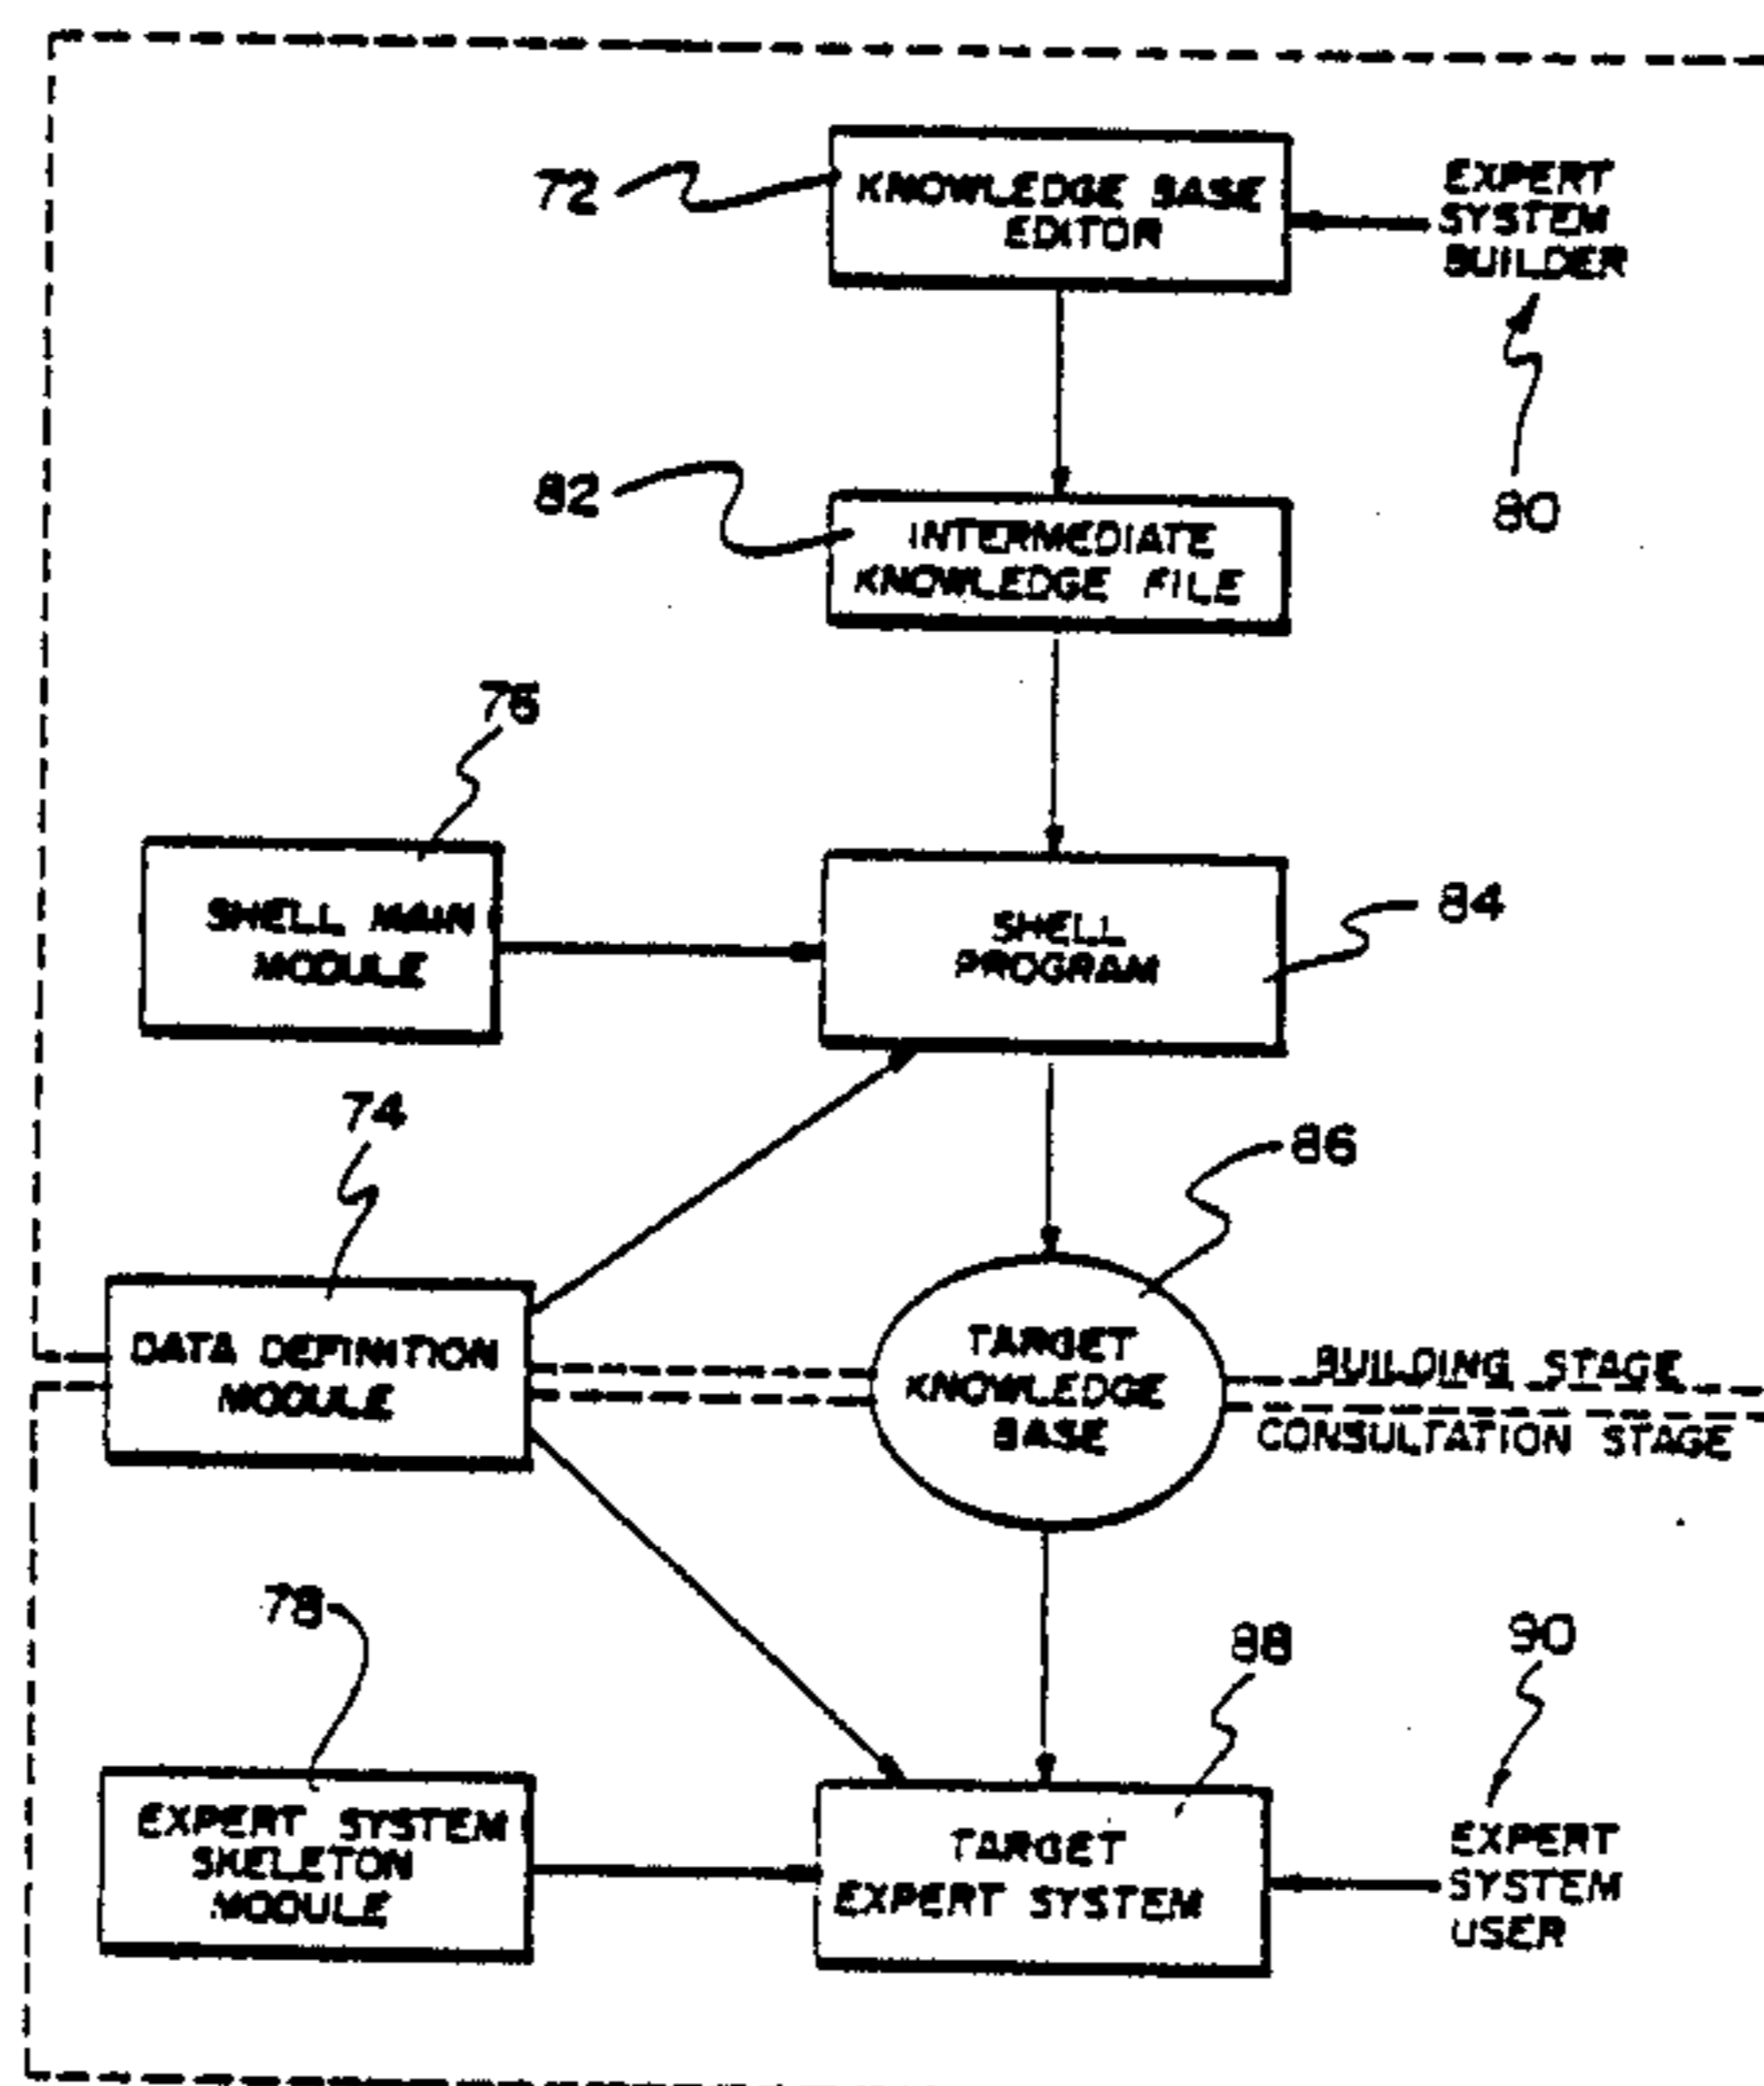 72
KNOWLEDGE BASE
EDITOR
EXPERT
SYSTEM
BUILDER
80
82
INTERMEDIATE
KNOWLEDGE FILE
76
SHELL MAIN
MODULE
SHELL
PROGRAM
84
74
86
DATA DEFINITION
MODULE
TARGET
KNOWLEDGE
BASE
BUILDING STAGE
CONSULTATION STAGE
78
88
90
EXPERT SYSTEM
SKELETON
MODULE
TARGET
EXPERT SYSTEM
EXPERT
SYSTEM
USER